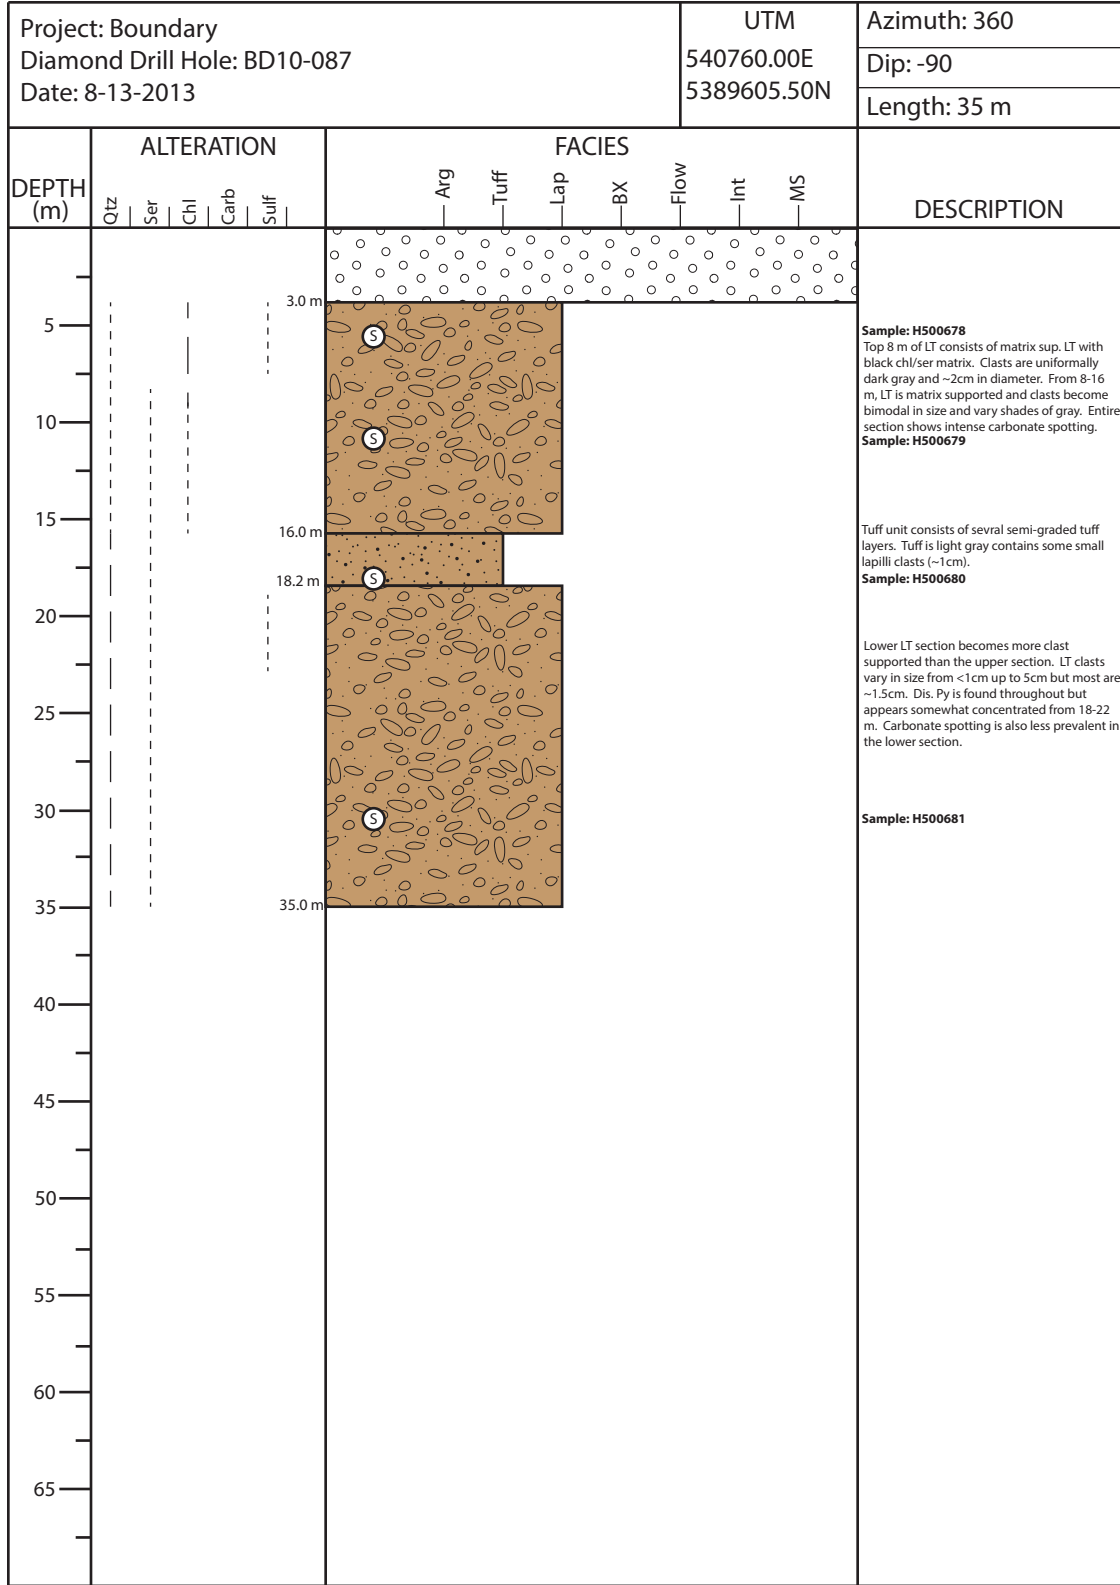 Project: Boundary
Diamond Drill Hole: BD10-087
Date: 8-13-2013
UTM
540760.00E
5389605.50N
Azimuth: 360
Dip: -90
Length: 35 m
DEPTH
(m)
ALTERATION
Qtz
Ser
Chl
Carb
Sulf
FACIES
Arg
Tuff
Lap
BX
Flow
Int
MS
DESCRIPTION
3.0 m
5
S
Sample: H500678
Top 8 m of LT consists of matrix sup. LT with
black chl/ser matrix. Clasts are uniformally
dark gray and ~2cm in diameter. From 8-16
m, LT is matrix supported and clasts become
bimodal in size and vary shades of gray. Entire
section shows intense carbonate spotting.
10
S
Sample: H500679
15
16.0 m
Tuff unit consists of sevral semi-graded tuff
layers. Tuff is light gray contains some small
lapilli clasts (~1cm).
18.2 m
S
Sample: H500680
20
Lower LT section becomes more clast
supported than the upper section. LT clasts
vary in size from <1cm up to 5cm but most are
~1.5cm. Dis. Py is found throughout but
appears somewhat concentrated from 18-22
m. Carbonate spotting is also less prevalent in
the lower section.
25
30
S
Sample: H500681
35.0 m
35
40
45
50
55
60
65